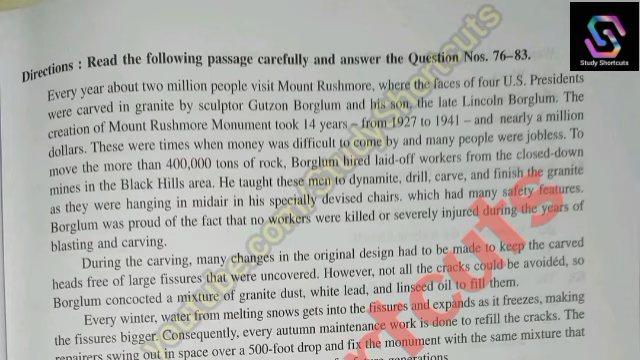 Study Shortcuts
Directions : Read the following passage carefully and answer the Question Nos. 76–83.
Every year about two million people visit Mount Rushmore, where the faces of four U.S. Presidents
were carved in granite by sculptor Gutzon Borglum and his son, the late Lincoln Borglum. The
creation of Mount Rushmore Monument took 14 years – from 1927 to 1941 – and nearly a million
dollars. These were times when money was difficult to come by and many people were jobless. To
move the more than 400,000 tons of rock, Borglum hired laid-off workers from the closed-down
mines in the Black Hills area. He taught these men to dynamite, drill, carve, and finish the granite
as they were hanging in midair in his specially devised chairs. which had many safety features.
Borglum was proud of the fact that no workers were killed or severely injured during the years of
blasting and carving.
During the carving, many changes in the original design had to be made to keep the carved
heads free of large fissures that were uncovered. However, not all the cracks could be avoided, so
Borglum concocted a mixture of granite dust, white lead, and linseed oil to fill them.
Every winter, water from melting snows gets into the fissures and expands as it freezes, making
the fissures bigger. Consequently, every autumn maintenance work is done to refill the cracks. The
repairers swing out in space over a 500-foot drop and fix the monument with the same mixture that
generations